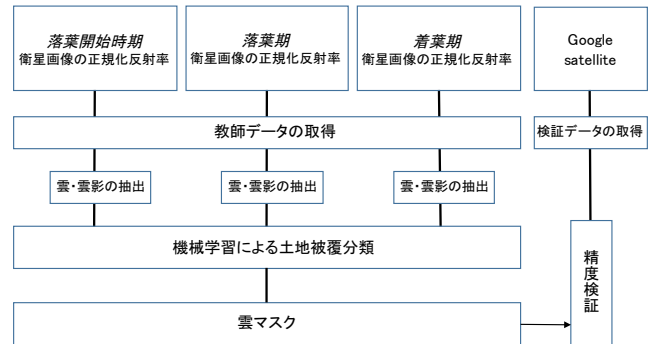 落葉開始時期
衛星画像の正規化反射率
落葉期
衛星画像の正規化反射率
着葉期
衛星画像の正規化反射率
Google
satellite
教師データの取得
検証データの取得
雲・雲影の抽出
雲・雲影の抽出
雲・雲影の抽出
機械学習による土地被覆分類
精度検証
雲マスク